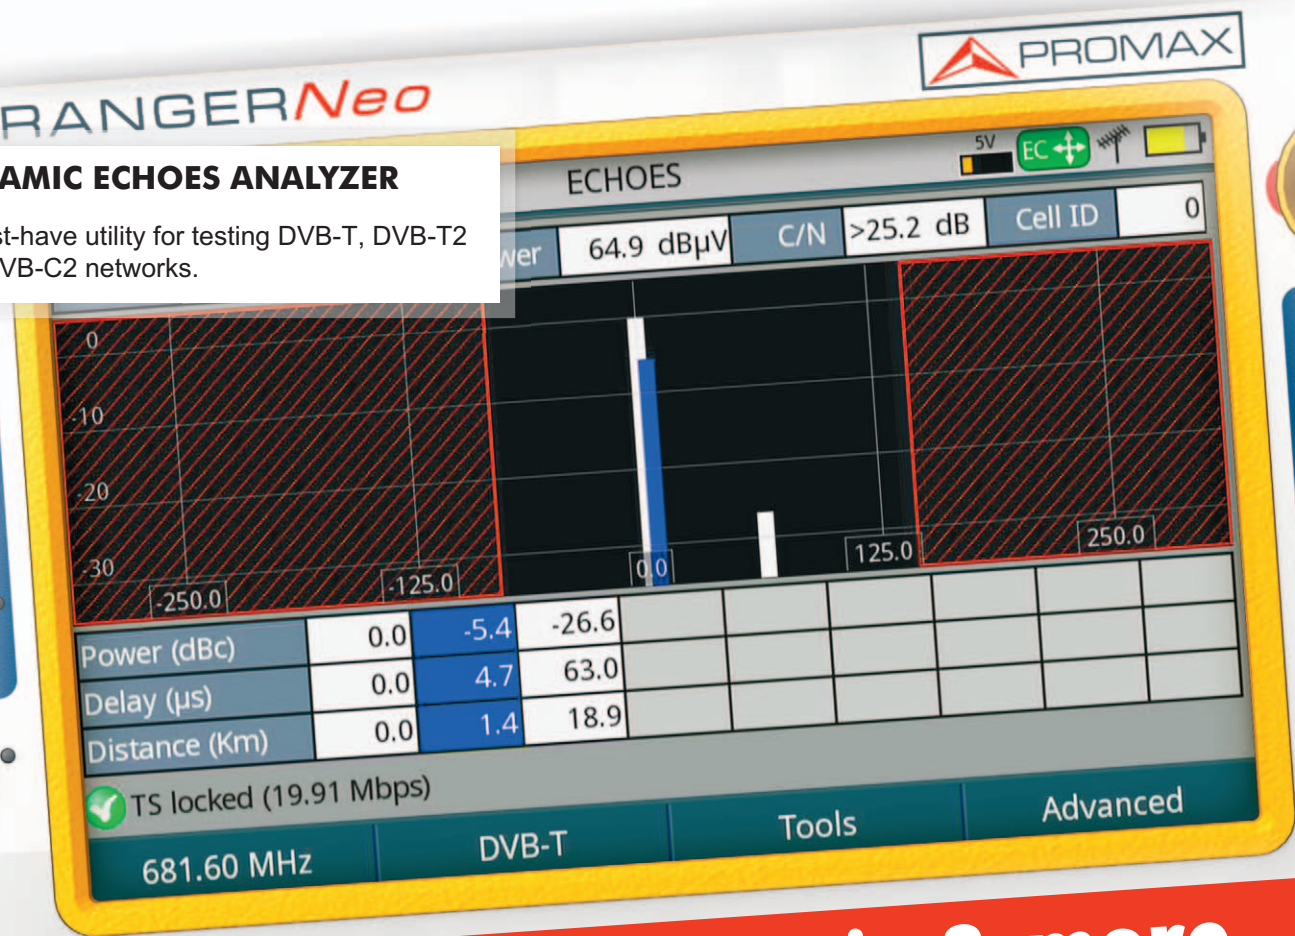 PROMAX
RANGERNeo
AMIC ECHOES ANALYZER
st-have utility for testing DVB-T, DVB-T2
VB-C2 networks.
ECHOES
5V
EC
wer 64.9 dBµV C/N >25.2 dB Cell ID 0
0
-10
-20
-30
-250.0 -125.0 0.0 125.0 250.0
Power (dBc) 0.0 -5.4 -26.6
Delay (µs) 0.0 4.7 63.0
Distance (Km) 0.0 1.4 18.9
TS locked (19.91 Mbps)
681.60 MHz DVB-T Tools Advanced